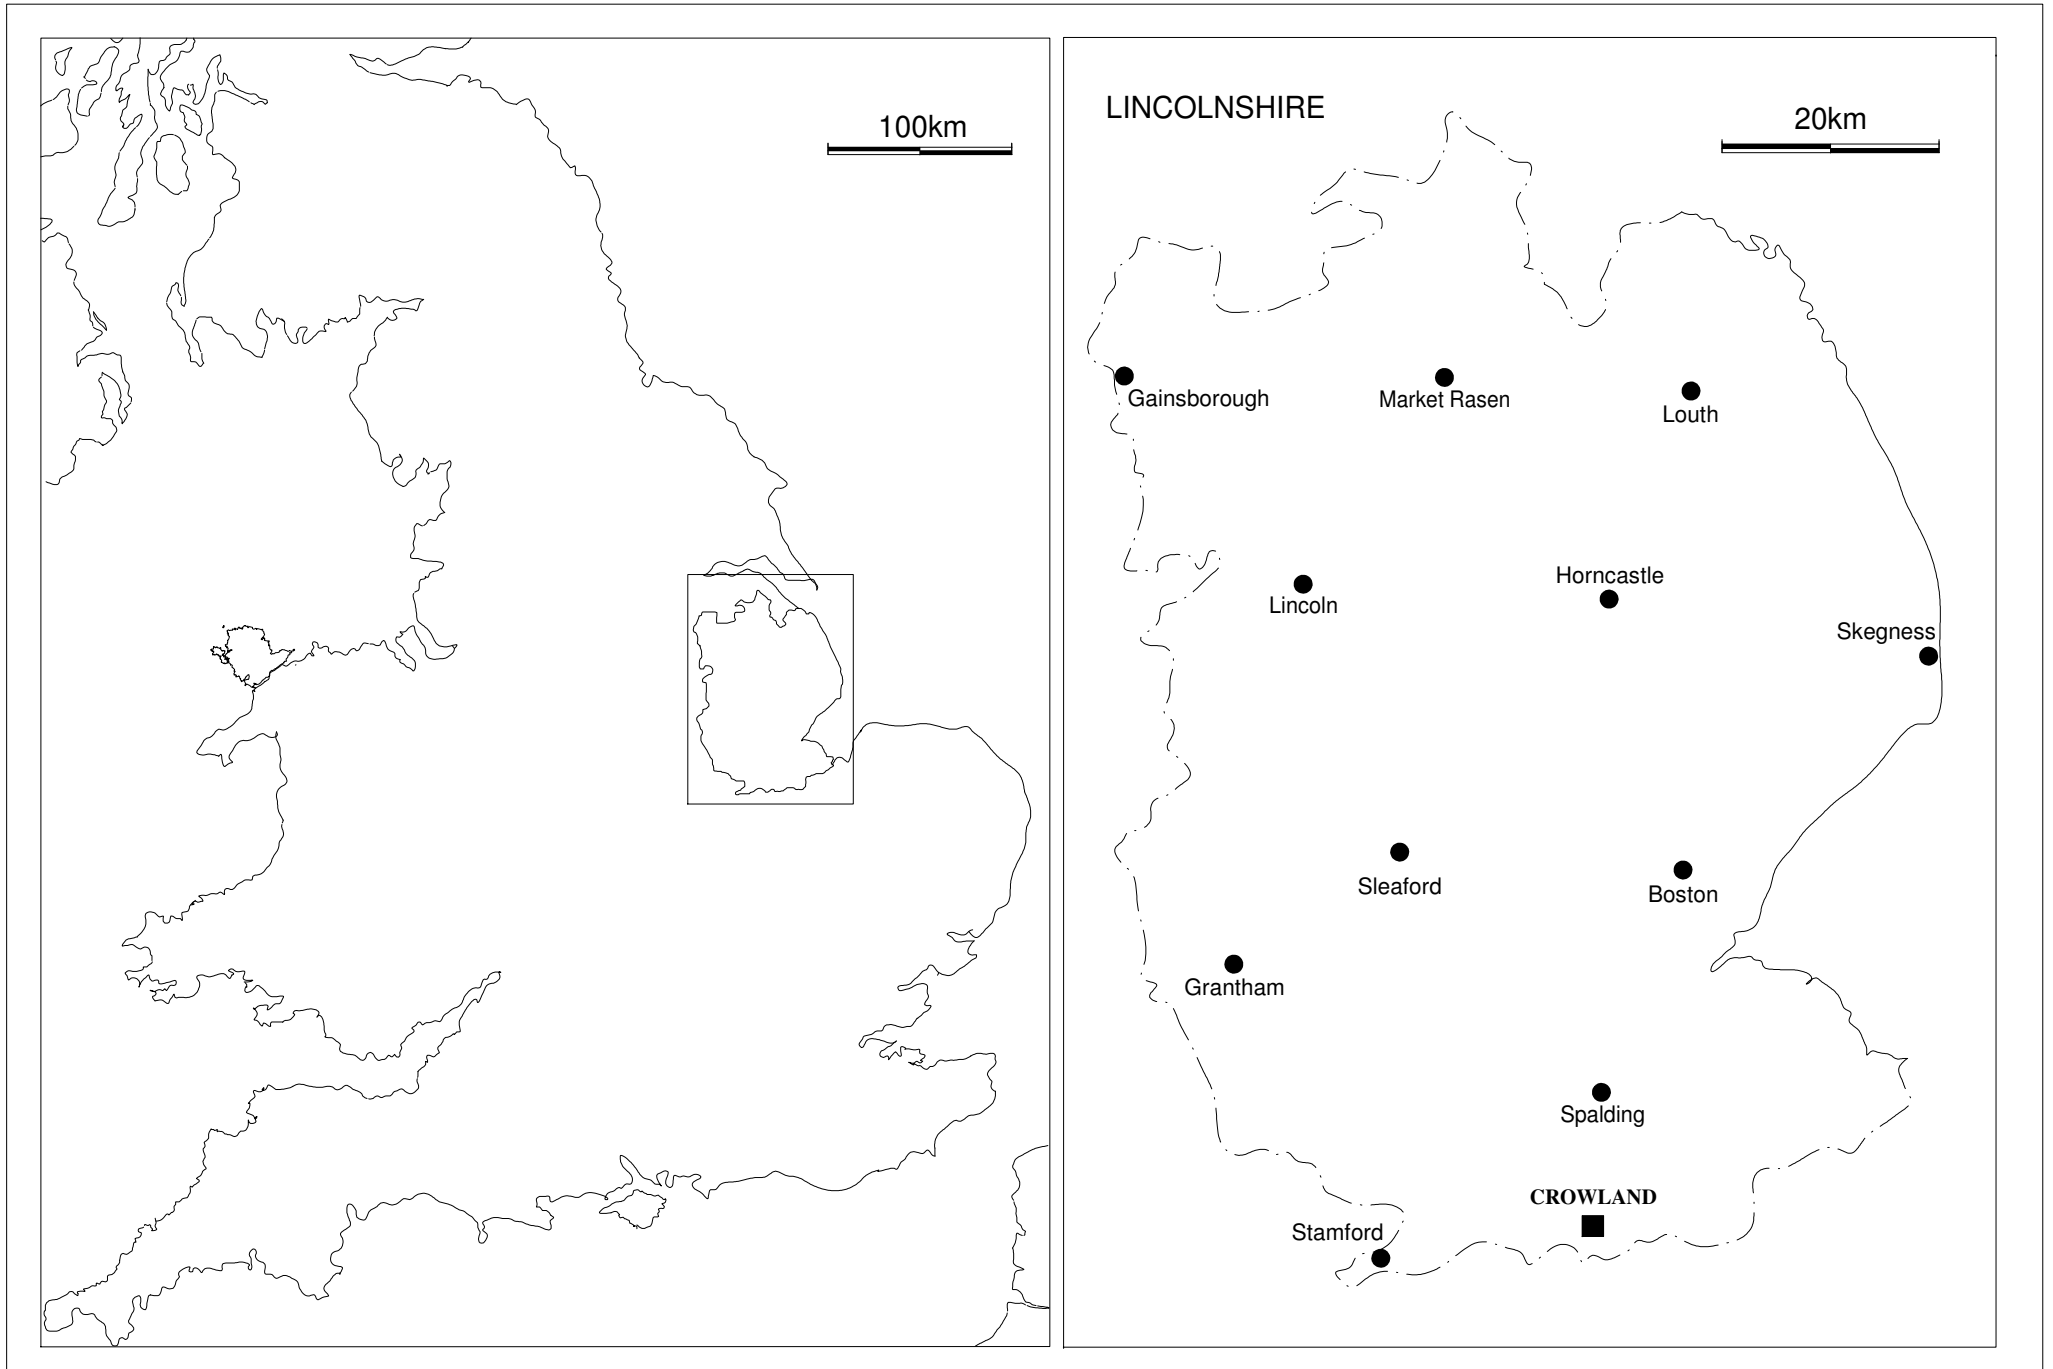 100km
LINCOLNSHIRE
20km
Gainsborough
Market Rasen
Louth
Horncastle
Lincoln
Skegness
Sleaford
Boston
Grantham
Spalding
CROWLAND
Stamford